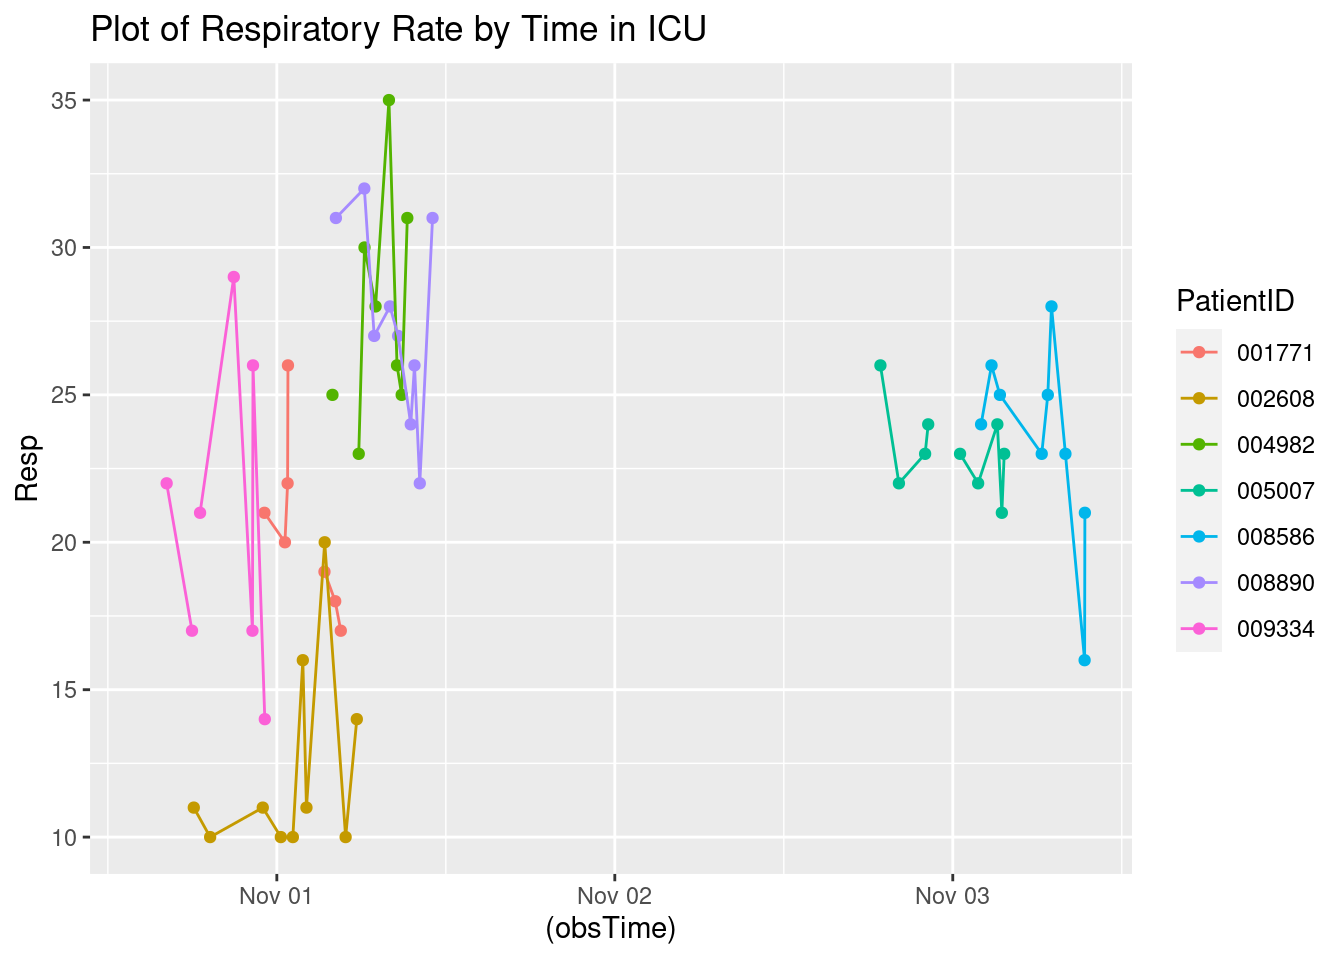 Plot of Respiratory Rate by Time in ICU
35
30
25
20
15
10
Resp
Nov 01
Nov 02
Nov 03
(obsTime)
PatientID
001771
002608
004982
005007
008586
008890
009334